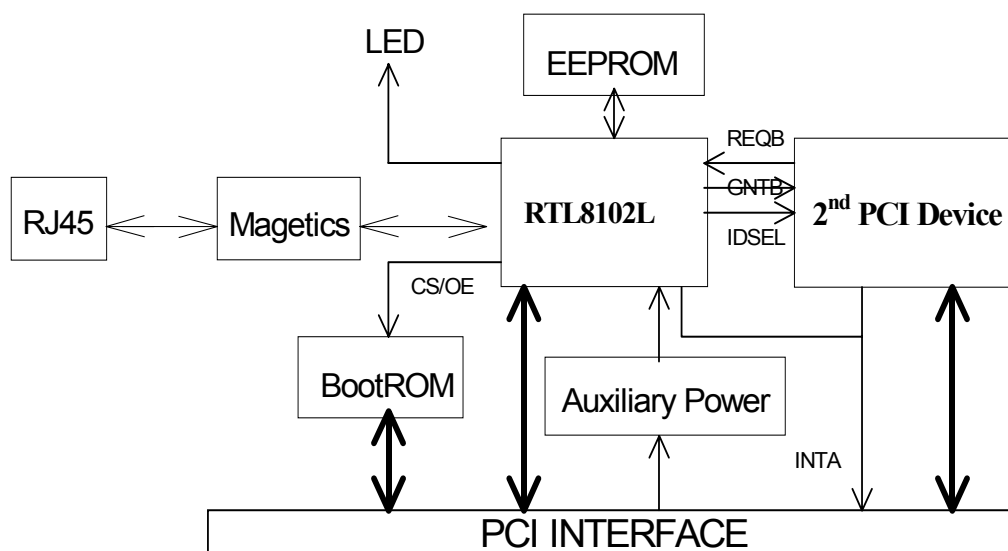 LED
EEPROM
REQB
GNTB
RJ45
Magetics
RTL8102L
2nd PCI Device
IDSEL
CS/OE
BootROM
Auxiliary Power
INTA
PCI INTERFACE